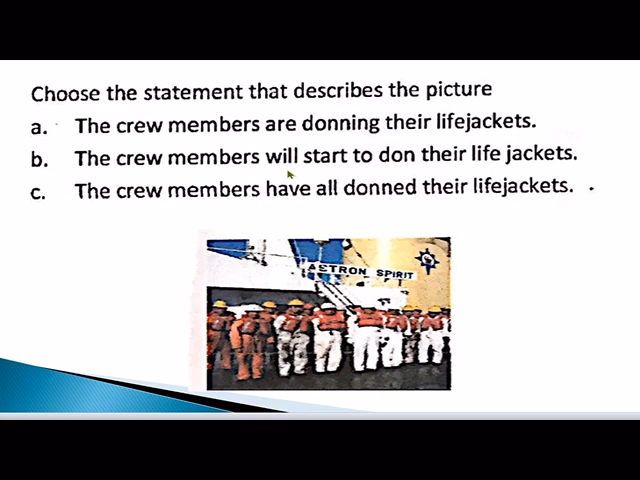 Choose the statement that describes the picture
a. The crew members are donning their lifejackets.
b. The crew members will start to don their life jackets.
c. The crew members have all donned their lifejackets.
ASTRON SPIRIT